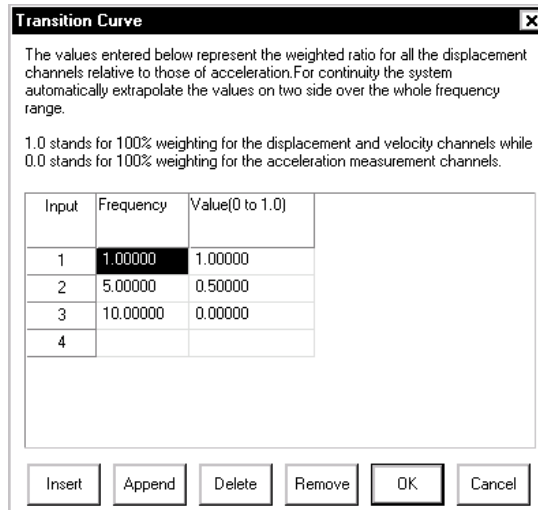 Transition Curve
The values entered below represent the weighted ratio for all the displacement
channels relative to those of acceleration.For continuity the system
automatically extrapolate the values on two side over the whole frequency
range.
1.0 stands for 100% weighting for the displacement and velocity channels while
0.0 stands for 100% weighting for the acceleration measurement channels.
Input Frequency Value(0 to 1.0)
1 1.00000 1.00000
2 5.00000 0.50000
3 10.00000 0.00000
4
Insert Append Delete Remove OK Cancel